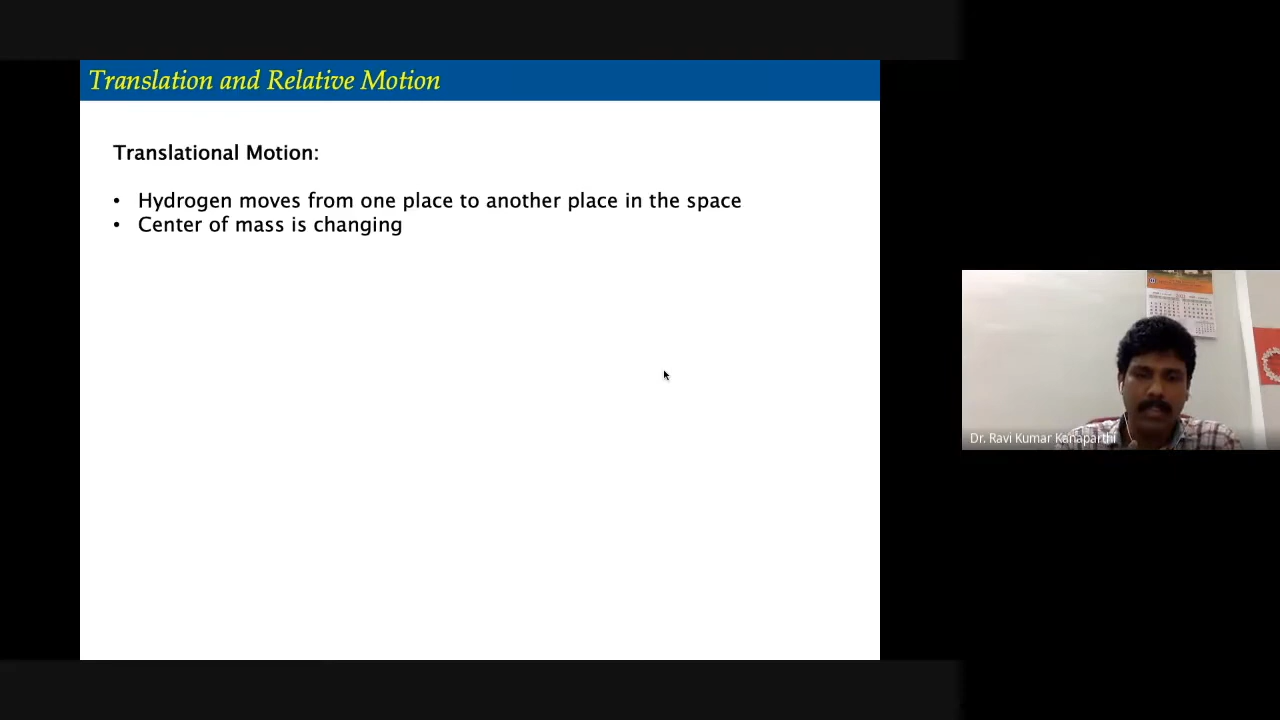 Translation and Relative Motion
Translational Motion:
• Hydrogen moves from one place to another place in the space
• Center of mass is changing
Dr. Ravi Kumar Kanaparthi